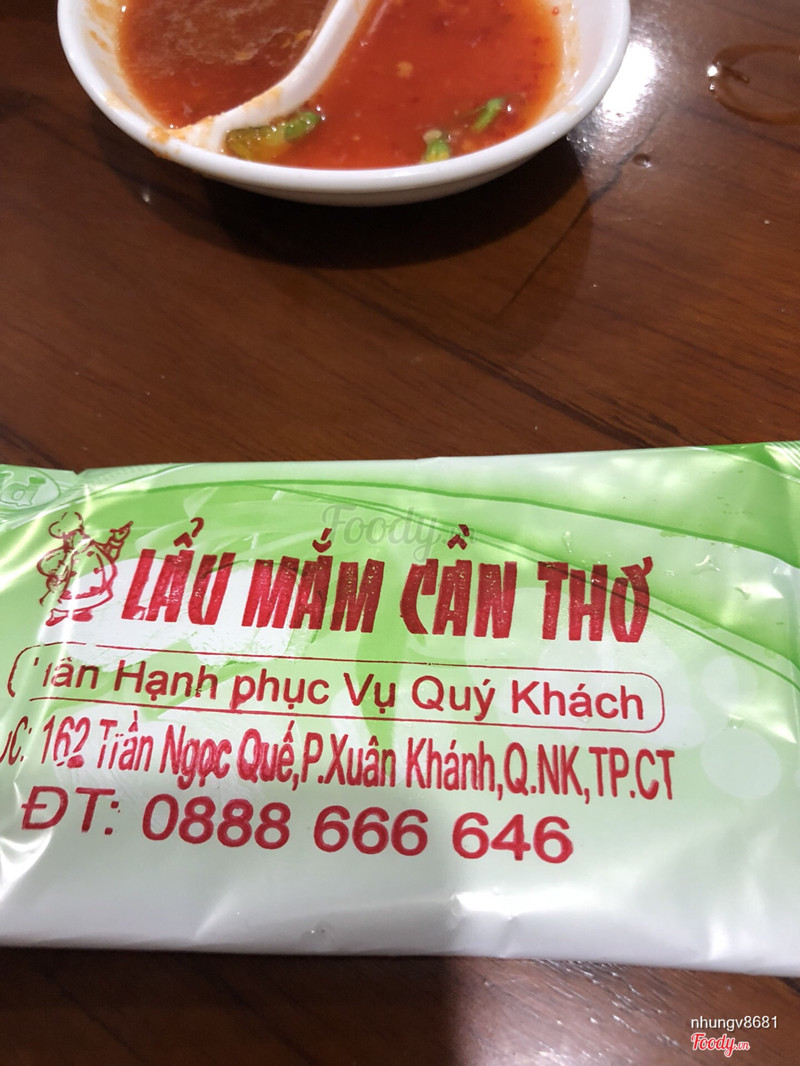 Foody.vn
LẨU MẮM CẦN THƠ
Hạnh phục Vụ Quý Khách
162 Trần Ngọc Quế,P.Xuân Khánh,Q.NK,TP.CT
ĐT: 0888 666 646
nhungv8681
Foody.vn